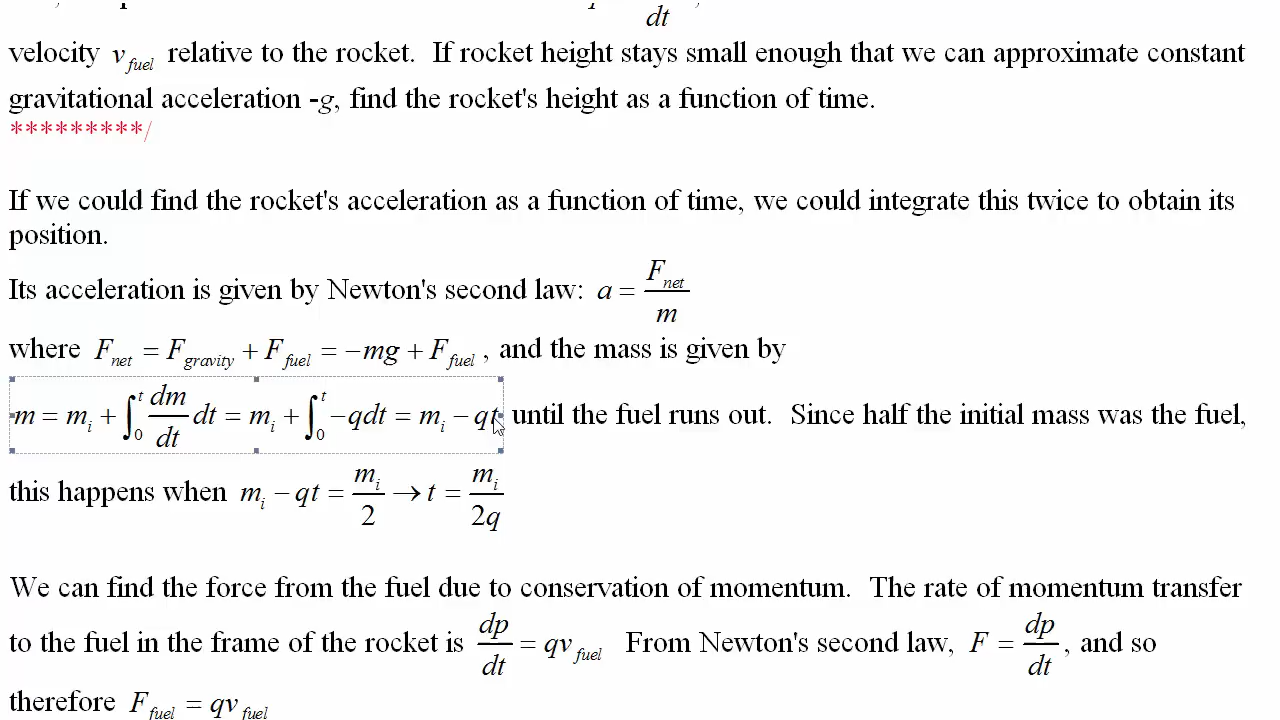 dt
velocity v_fuel relative to the rocket. If rocket height stays small enough that we can approximate constant
gravitational acceleration -g, find the rocket's height as a function of time.
*********/
If we could find the rocket's acceleration as a function of time, we could integrate this twice to obtain its
position.
Its acceleration is given by Newton's second law: a = F_net / m
where F_net = F_gravity + F_fuel = −mg + F_fuel, and the mass is given by
m = m_i + ∫_0^t dm/dt dt = m_i + ∫_0^t −qdt = m_i − qt until the fuel runs out. Since half the initial mass was the fuel,
this happens when m_i − qt = m_i/2 → t = m_i/2q
We can find the force from the fuel due to conservation of momentum. The rate of momentum transfer
to the fuel in the frame of the rocket is dp/dt = qv_fuel From Newton's second law, F = dp/dt, and so
therefore F_fuel = qv_fuel